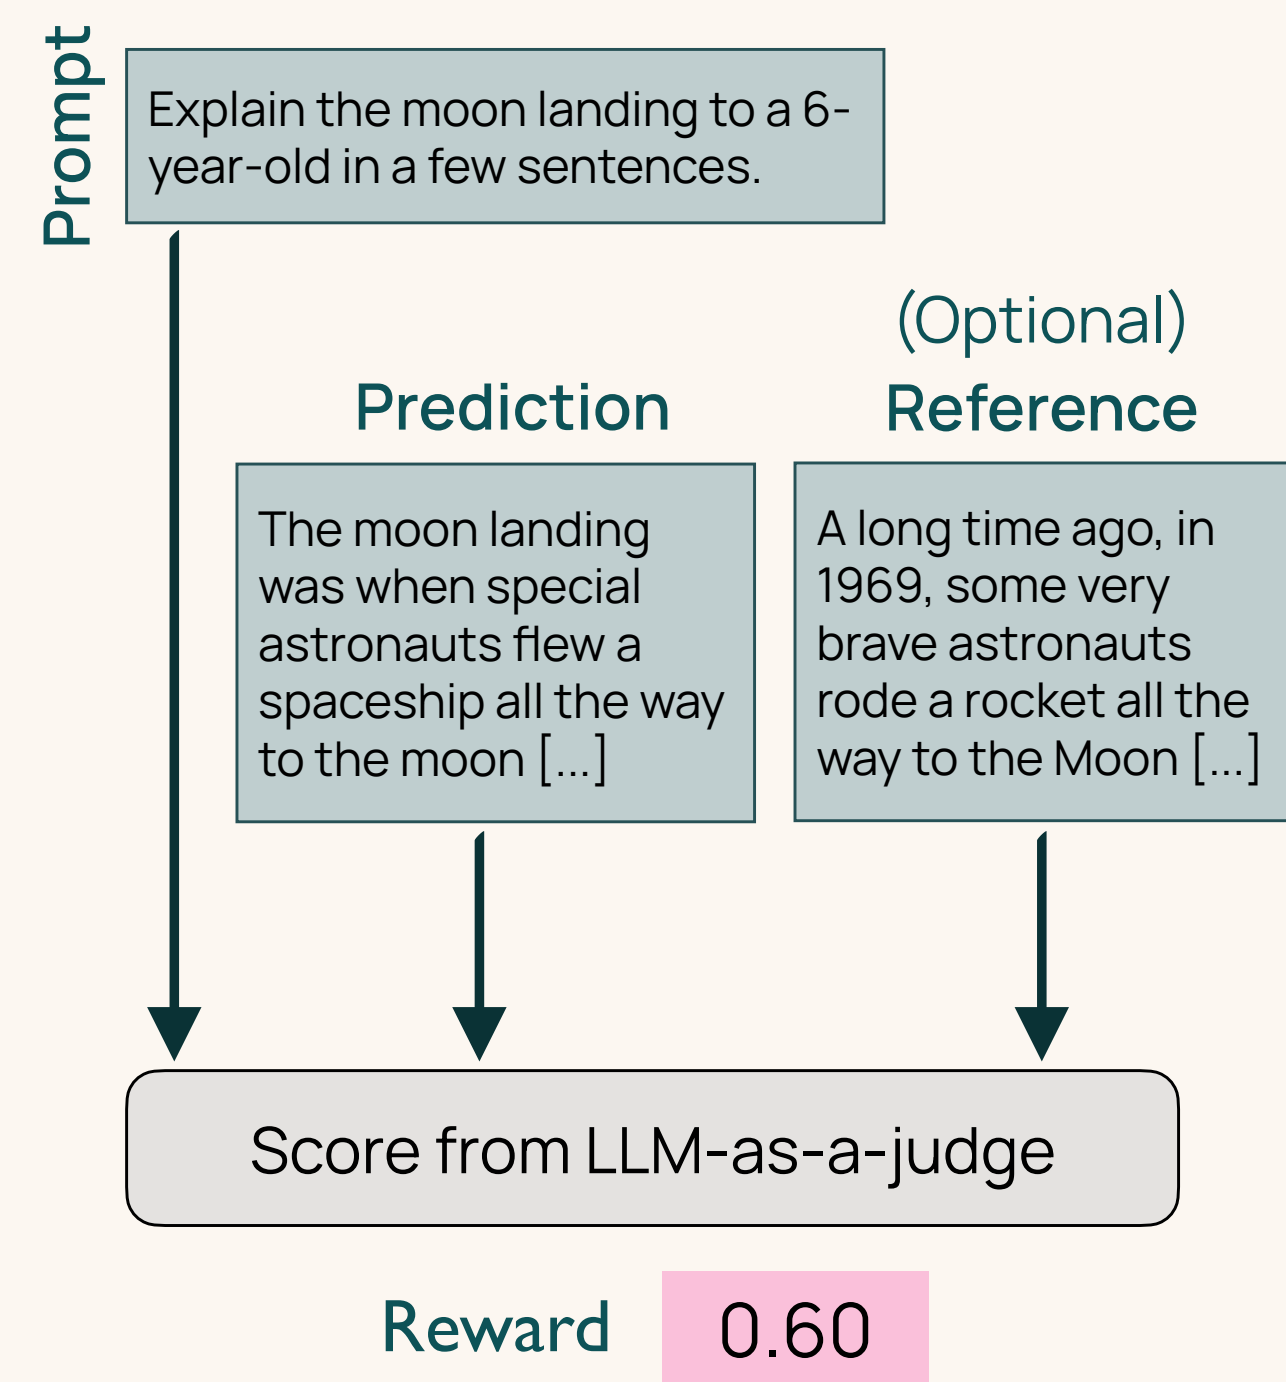 Prompt
Explain the moon landing to a 6-
year-old in a few sentences.
(Optional)
Prediction
Reference
The moon landing
was when special
astronauts flew a
spaceship all the way
to the moon [...]
A long time ago, in
1969, some very
brave astronauts
rode a rocket all the
way to the Moon [...]
Score from LLM-as-a-judge
Reward
0.60